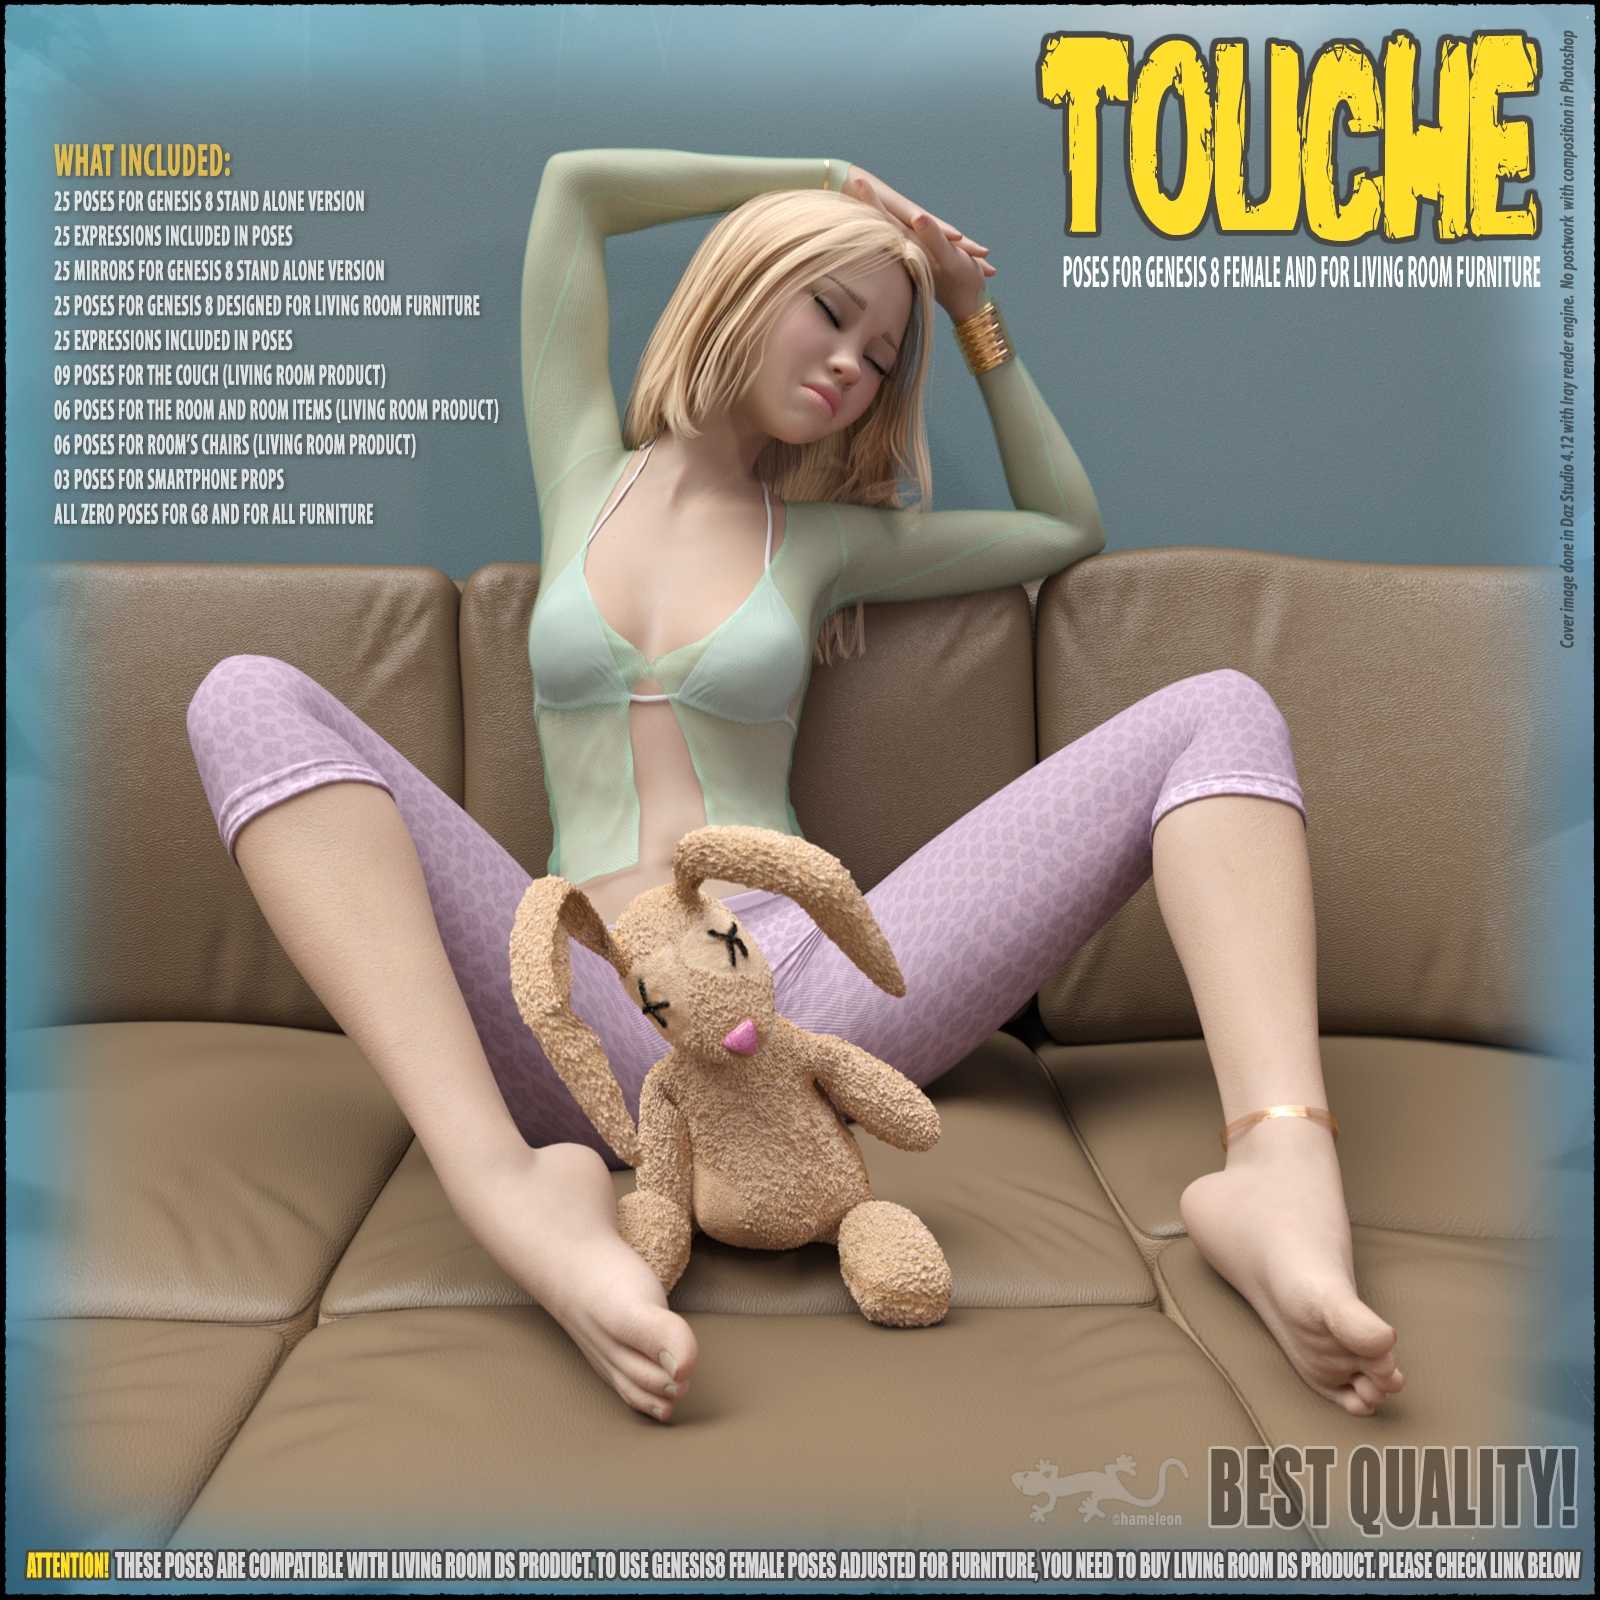 TOUCHE
POSES FOR GENESIS 8 FEMALE AND FOR LIVING ROOM FURNITURE
WHAT INCLUDED:
25 POSES FOR GENESIS 8 STAND ALONE VERSION
25 EXPRESSIONS INCLUDED IN POSES
25 MIRRORS FOR GENESIS 8 STAND ALONE VERSION
25 POSES FOR GENESIS 8 DESIGNED FOR LIVING ROOM FURNITURE
25 EXPRESSIONS INCLUDED IN POSES
09 POSES FOR THE COUCH (LIVING ROOM PRODUCT)
06 POSES FOR THE ROOM AND ROOM ITEMS (LIVING ROOM PRODUCT)
06 POSES FOR ROOM'S CHAIRS (LIVING ROOM PRODUCT)
03 POSES FOR SMARTPHONE PROPS
ALL ZERO POSES FOR G8 AND FOR ALL FURNITURE
Cover image done in Daz Studio 4.12 with Iray render engine. No postwork with composition in Photoshop
©hameleon
BEST QUALITY!
ATTENTION! THESE POSES ARE COMPATIBLE WITH LIVING ROOM DS PRODUCT. TO USE GENESIS8 FEMALE POSES ADJUSTED FOR FURNITURE, YOU NEED TO BUY LIVING ROOM DS PRODUCT. PLEASE CHECK LINK BELOW